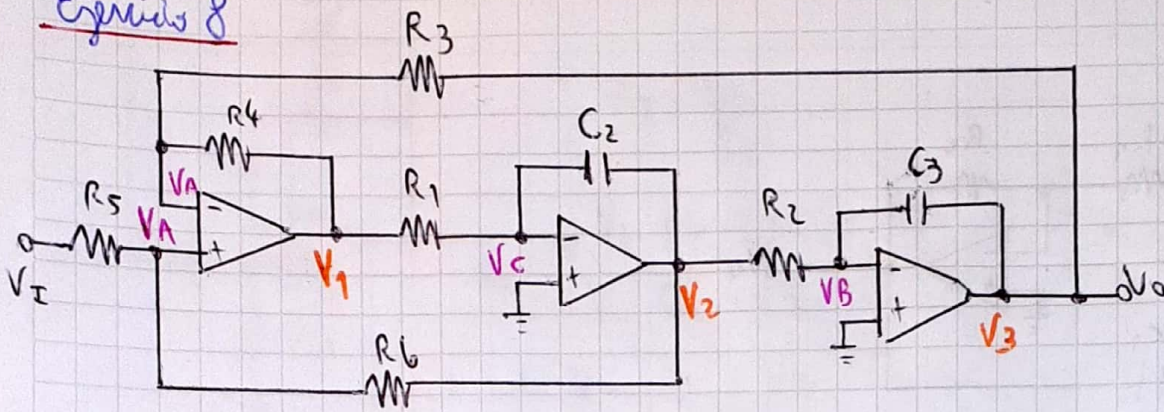 Ejercicio 8
R3
R4
C2
C3
R5
VA
VA
-
+
R1
VC
-
+
R2
VB
-
+
VI
V1
V2
V3
Vo
R6